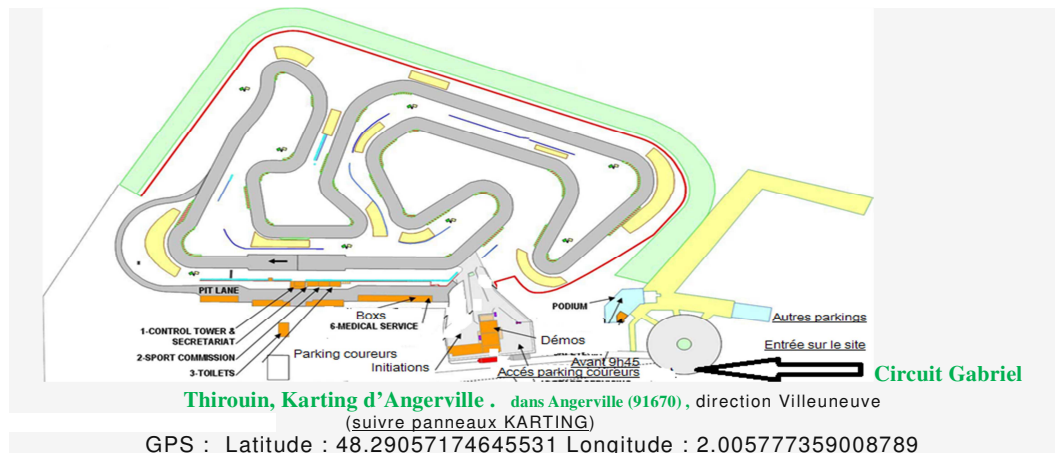 PIT LANE
Boxs
6-MEDICAL SERVICE
1-CONTROL TOWER &
SECRETARIAT
2-SPORT COMMISSION
3-TOILETS
Parking coureurs
Initiations
PODIUM
Démos
Avant 9h45
Accés parking coureurs
Autres parkings
Entrée sur le site
Circuit Gabriel
Thirouin, Karting d’Angerville . dans Angerville (91670) , direction Villeuneuve
(suivre panneaux KARTING)
GPS : Latitude : 48.29057174645531 Longitude : 2.005777359008789